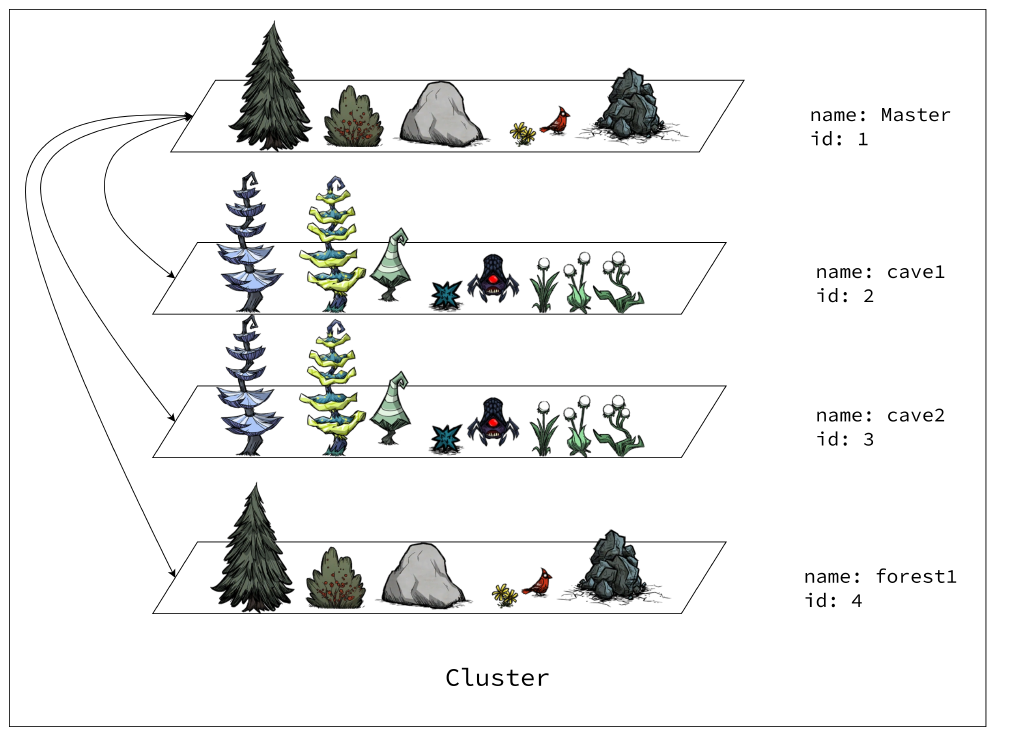 name: Master
id: 1
name: cave1
id: 2
name: cave2
id: 3
name: forest1
id: 4
Cluster